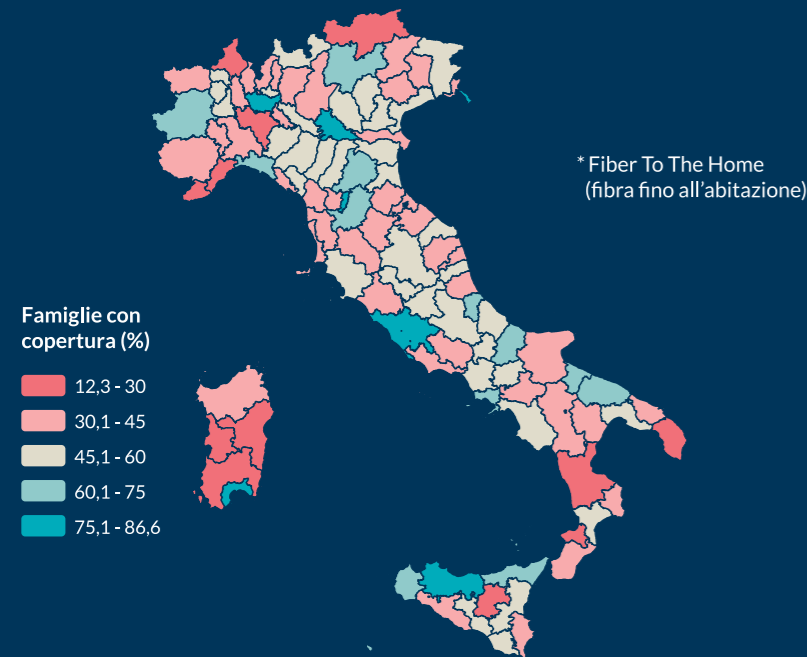 * Fiber To The Home
(fibra fino all'abitazione)
Famiglie con
copertura (%)
12,3 - 30
30,1 - 45
45,1 - 60
60,1 - 75
75,1 - 86,6